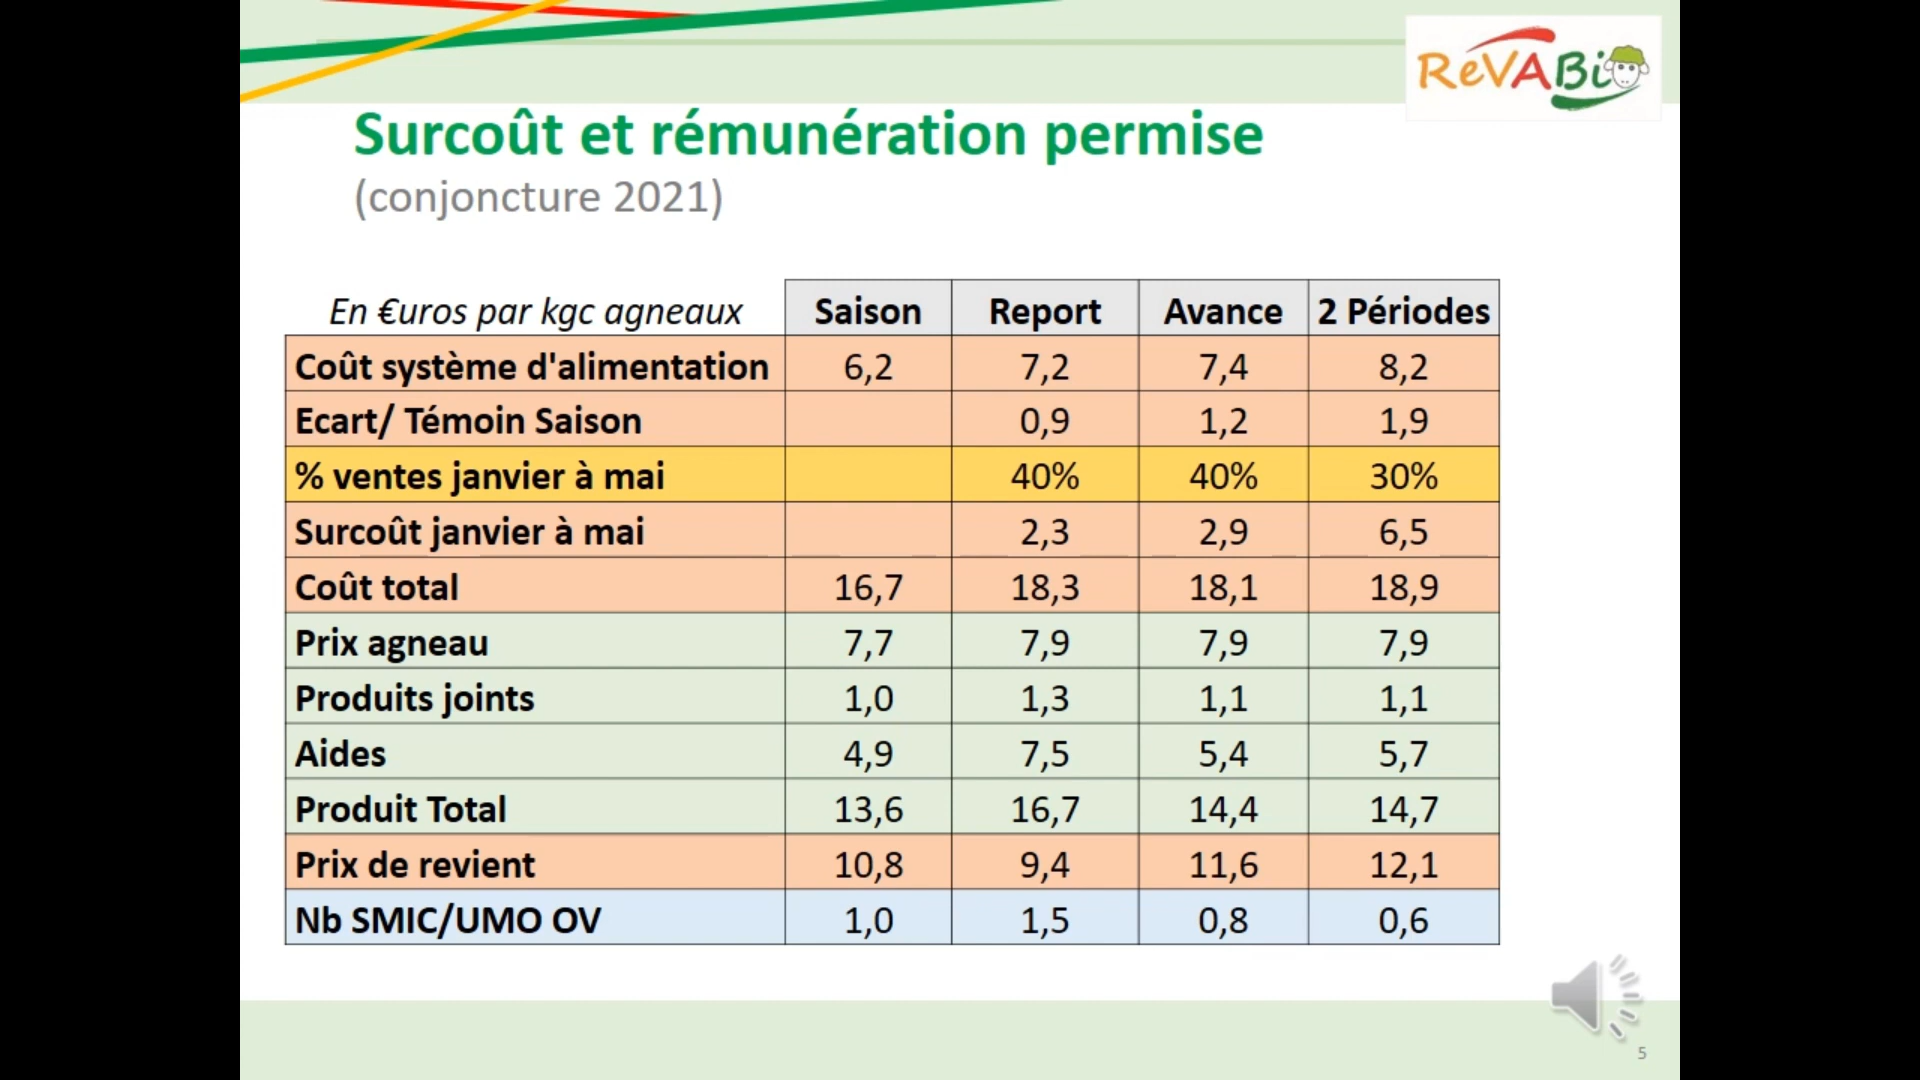 ReVABio
Surcoût et rémunération permise
(conjoncture 2021)
En €uros par kgc agneaux Saison Report Avance 2 Périodes
Coût système d'alimentation 6,2 7,2 7,4 8,2
Ecart/ Témoin Saison 0,9 1,2 1,9
% ventes janvier à mai 40% 40% 30%
Surcoût janvier à mai 2,3 2,9 6,5
Coût total 16,7 18,3 18,1 18,9
Prix agneau 7,7 7,9 7,9 7,9
Produits joints 1,0 1,3 1,1 1,1
Aides 4,9 7,5 5,4 5,7
Produit Total 13,6 16,7 14,4 14,7
Prix de revient 10,8 9,4 11,6 12,1
Nb SMIC/UMO OV 1,0 1,5 0,8 0,6
5